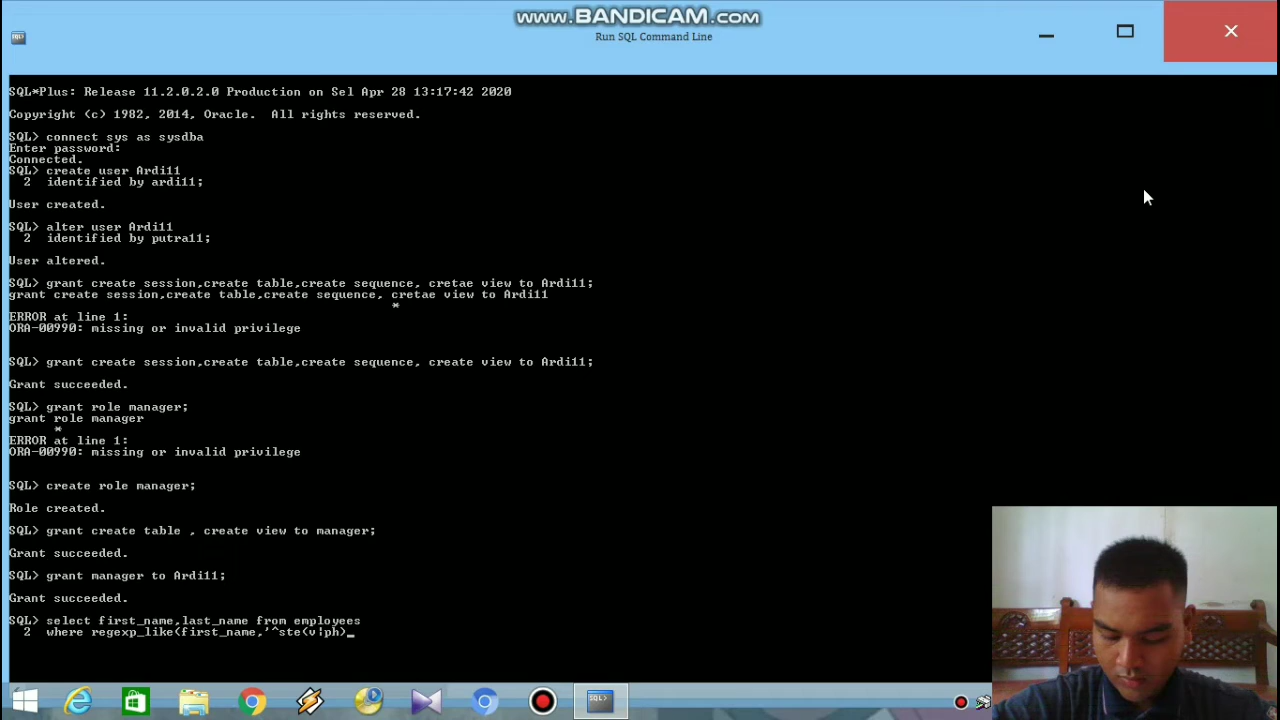 www.BANDICAM.com
Run SQL Command Line
SQL*Plus: Release 11.2.0.2.0 Production on Sel Apr 28 13:17:42 2020
Copyright (c) 1982, 2014, Oracle.  All rights reserved.
SQL> connect sys as sysdba
Enter password:
Connected.
SQL> create user Ardi11
  2  identified by ardi11;
User created.
SQL> alter user Ardi11
  2  identified by putra11;
User altered.
SQL> grant create session,create table,create sequence, cretae view to Ardi11;
grant create session,create table,create sequence, cretae view to Ardi11
*
ERROR at line 1:
ORA-00990: missing or invalid privilege
SQL> grant create session,create table,create sequence, create view to Ardi11;
Grant succeeded.
SQL> grant role manager;
grant role manager
*
ERROR at line 1:
ORA-00990: missing or invalid privilege
SQL> create role manager;
Role created.
SQL> grant create table , create view to manager;
Grant succeeded.
SQL> grant manager to Ardi11;
Grant succeeded.
SQL> select first_name,last_name from employees
  2  where regexp_like(first_name,'^ste(v|ph)_
SQL>